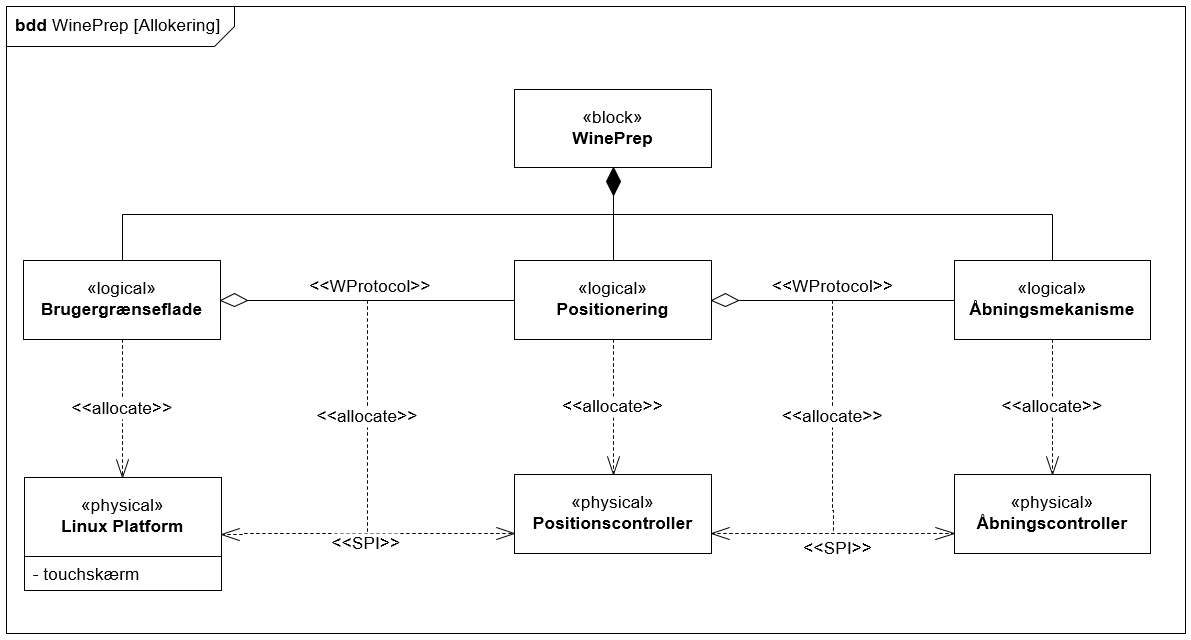 bdd WinePrep [Allokering]
«block»
WinePrep
«logical»
Brugergrænseflade
<<WProtocol>>
«logical»
Positionering
<<WProtocol>>
«logical»
Åbningsmekanisme
<<allocate>>
<<allocate>>
<<allocate>>
<<allocate>>
<<allocate>>
«physical»
Linux Platform
- touchskærm
<<SPI>>
«physical»
Positionscontroller
<<SPI>>
«physical»
Åbningscontroller